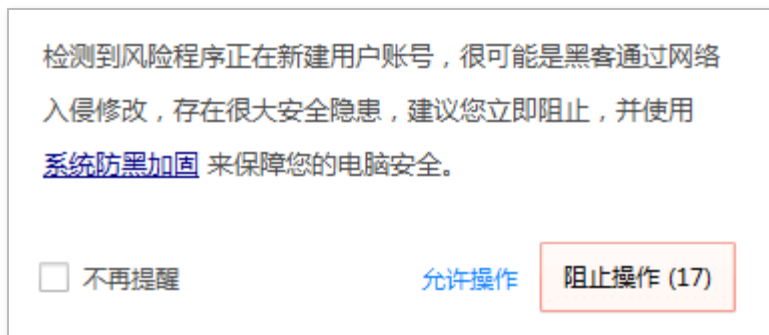 检测到风险程序正在新建用户账号，很可能是黑客通过网络
入侵修改，存在很大安全隐患，建议您立即阻止，并使用
系统防黑加固 来保障您的电脑安全。
不再提醒 允许操作 阻止操作 (17)